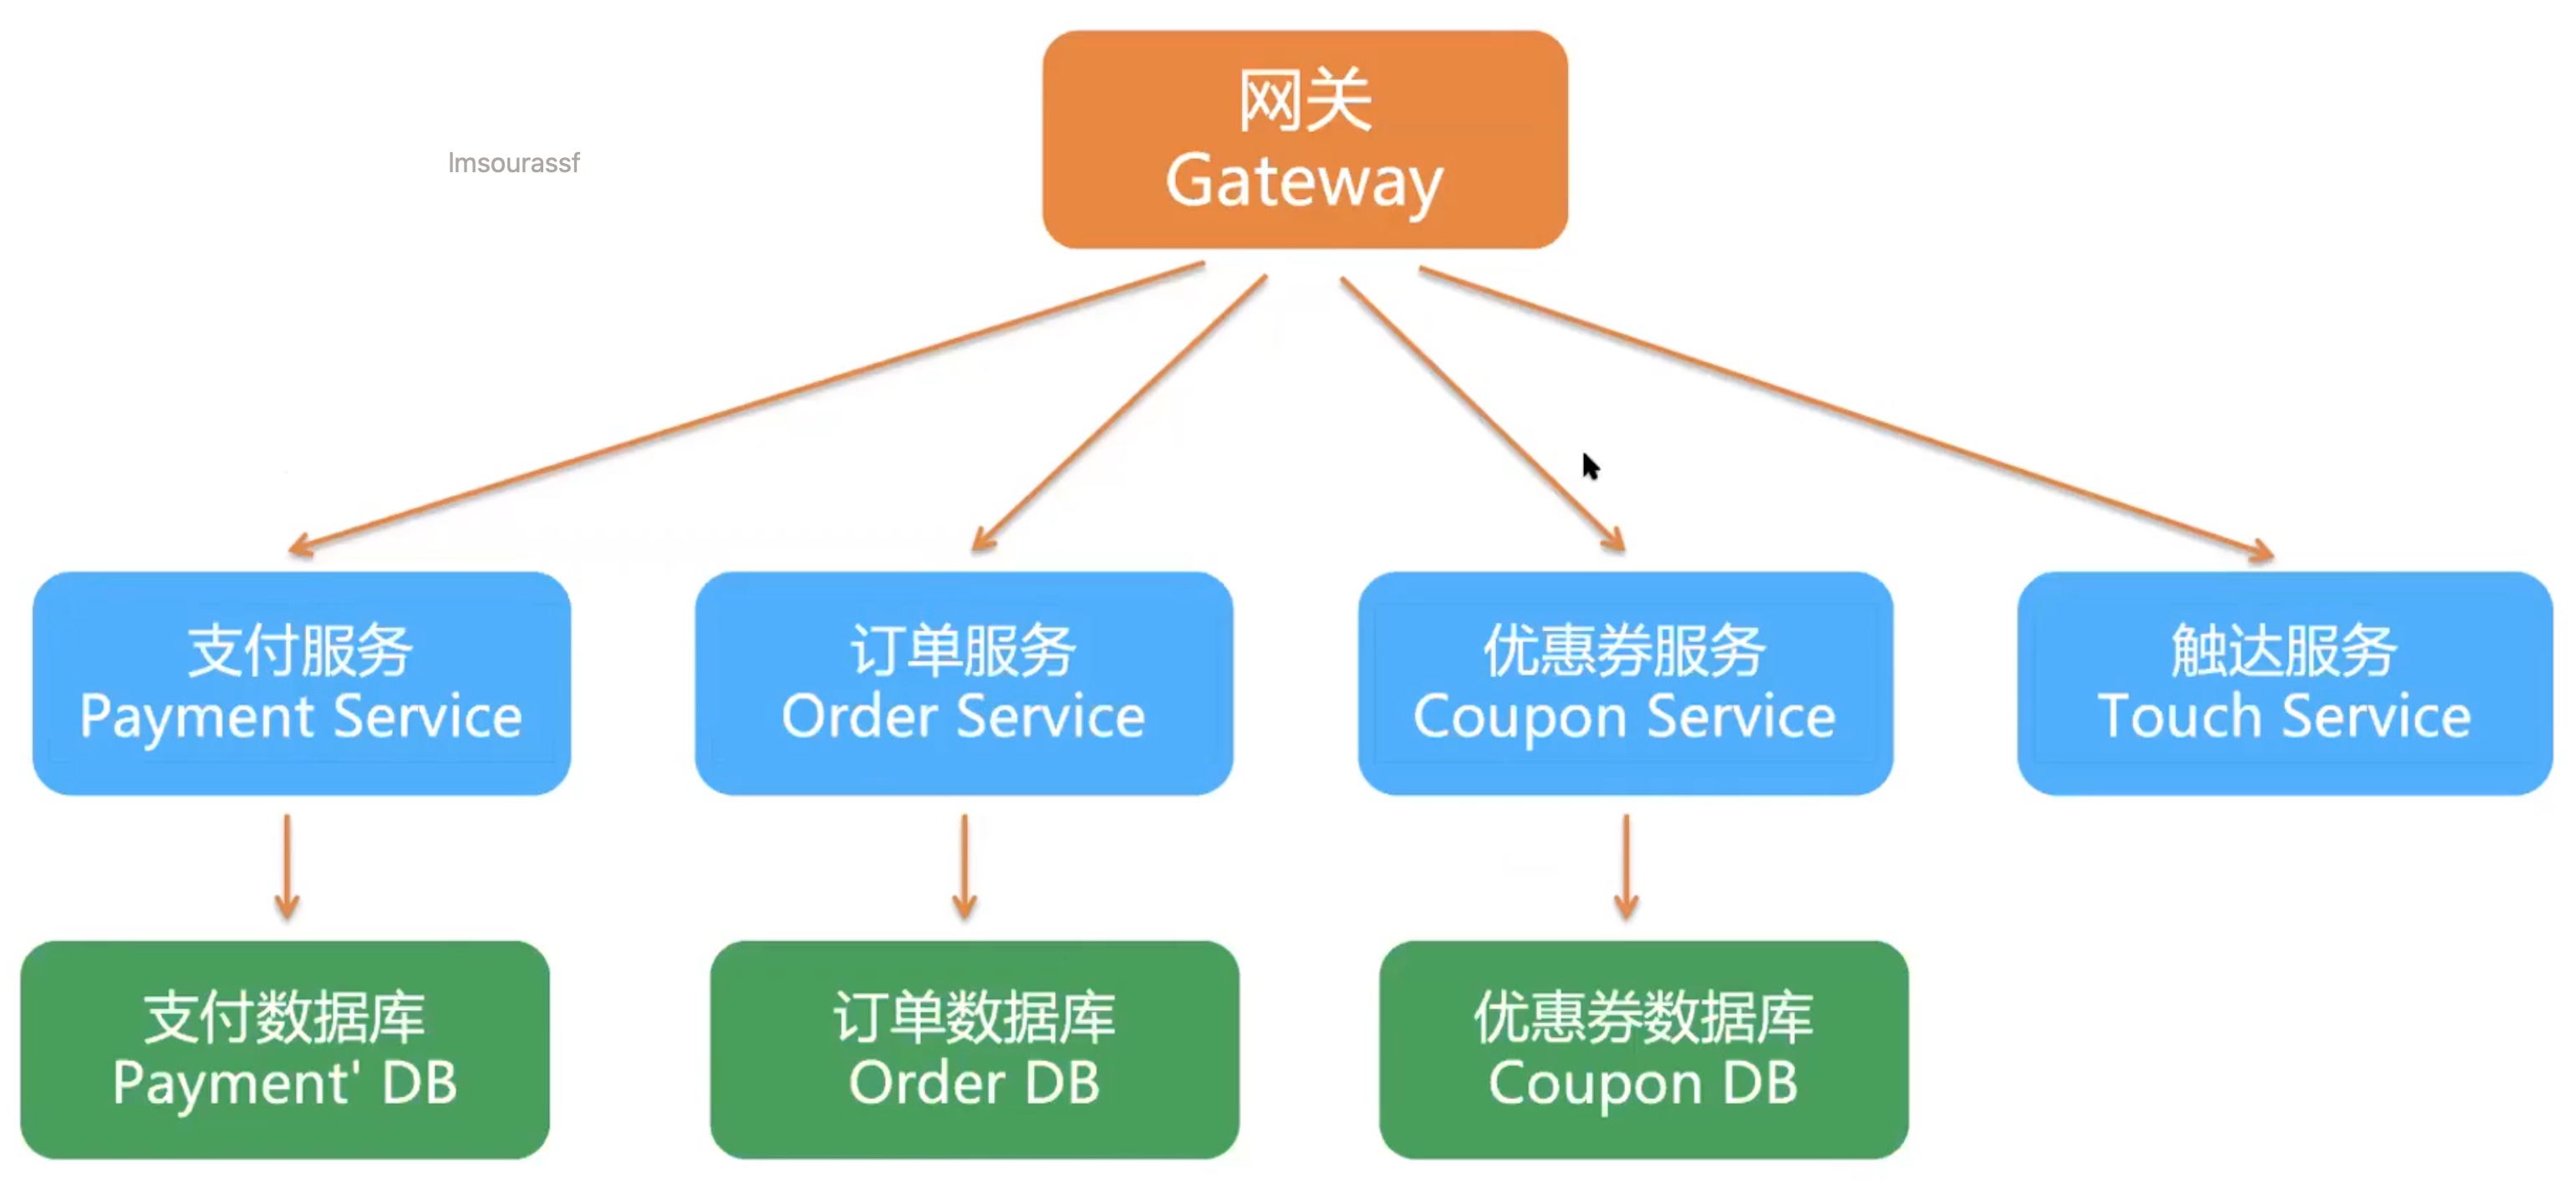 网关
Gateway
lmsourassf
支付服务
Payment Service
订单服务
Order Service
优惠券服务
Coupon Service
触达服务
Touch Service
支付数据库
Payment' DB
订单数据库
Order DB
优惠券数据库
Coupon DB